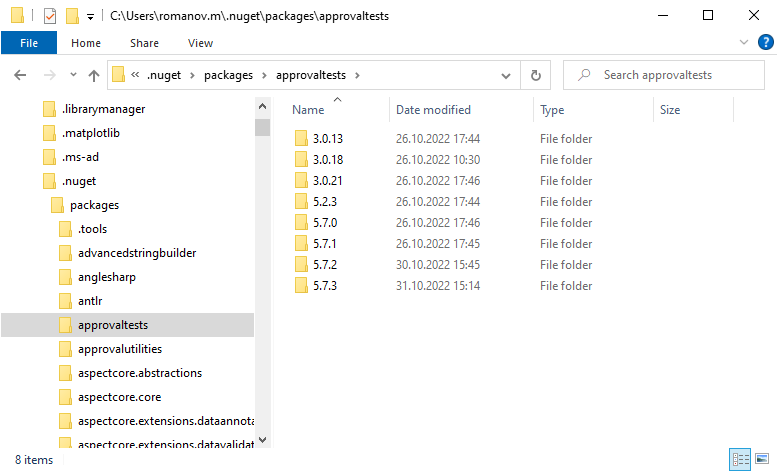 C:\Users\romanov.m\.nuget\packages\approvaltests
File Home Share View
« .nuget > packages > approvaltests > Search approvaltests
.librarymanager
.matplotlib
.ms-ad
.nuget
packages
.tools
advancedstringbuilder
anglesharp
antlr
approvaltests
approvalutilities
aspectcore.abstractions
aspectcore.core
aspectcore.extensions.dataannota
aspectcore.extensions.datavalidat
Name Date modified Type Size
3.0.13 26.10.2022 17:44 File folder
3.0.18 26.10.2022 10:30 File folder
3.0.21 26.10.2022 17:46 File folder
5.2.3 26.10.2022 17:44 File folder
5.7.0 26.10.2022 17:46 File folder
5.7.1 26.10.2022 17:45 File folder
5.7.2 30.10.2022 15:45 File folder
5.7.3 31.10.2022 15:14 File folder
8 items